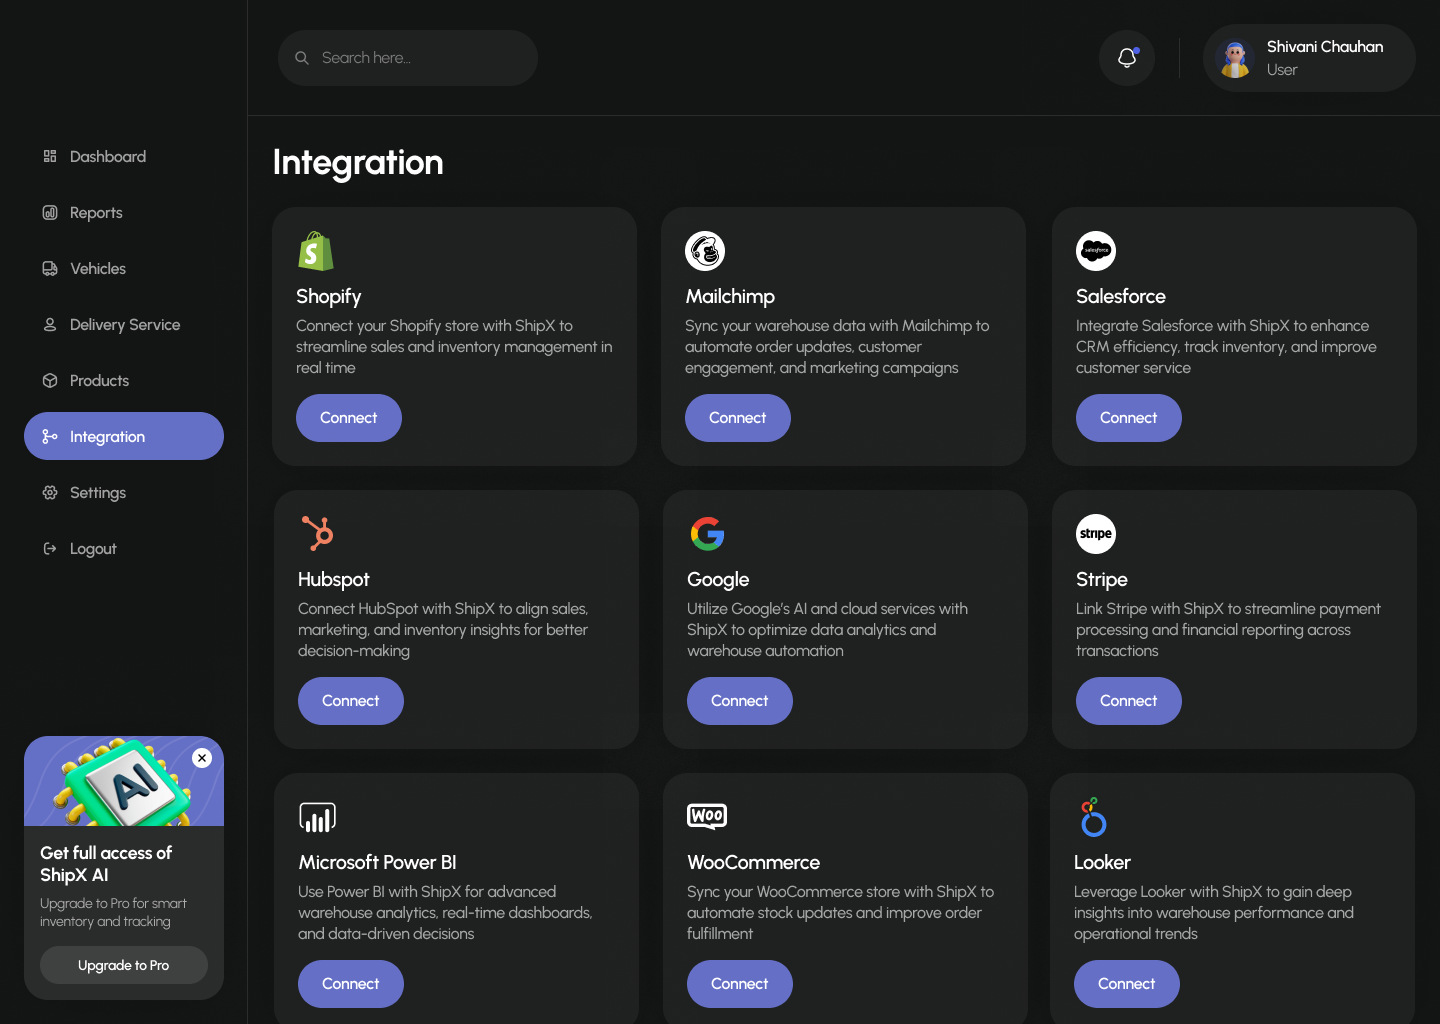 Search here...
Shivani Chauhan
User
Dashboard
Reports
Vehicles
Delivery Service
Products
Integration
Settings
Logout
AI
Get full access of
ShipX AI
Upgrade to Pro for smart
inventory and tracking
Upgrade to Pro
Integration
Shopify
Connect your Shopify store with ShipX to
streamline sales and inventory management in
real time
Connect
Mailchimp
Sync your warehouse data with Mailchimp to
automate order updates, customer
engagement, and marketing campaigns
Connect
salesforce
Salesforce
Integrate Salesforce with ShipX to enhance
CRM efficiency, track inventory, and improve
customer service
Connect
Hubspot
Connect HubSpot with ShipX to align sales,
marketing, and inventory insights for better
decision-making
Connect
Google
Utilize Google's AI and cloud services with
ShipX to optimize data analytics and
warehouse automation
Connect
stripe
Stripe
Link Stripe with ShipX to streamline payment
processing and financial reporting across
transactions
Connect
Microsoft Power BI
Use Power BI with ShipX for advanced
warehouse analytics, real-time dashboards,
and data-driven decisions
Connect
Woo
WooCommerce
Sync your WooCommerce store with ShipX to
automate stock updates and improve order
fulfillment
Connect
Looker
Leverage Looker with ShipX to gain deep
insights into warehouse performance and
operational trends
Connect